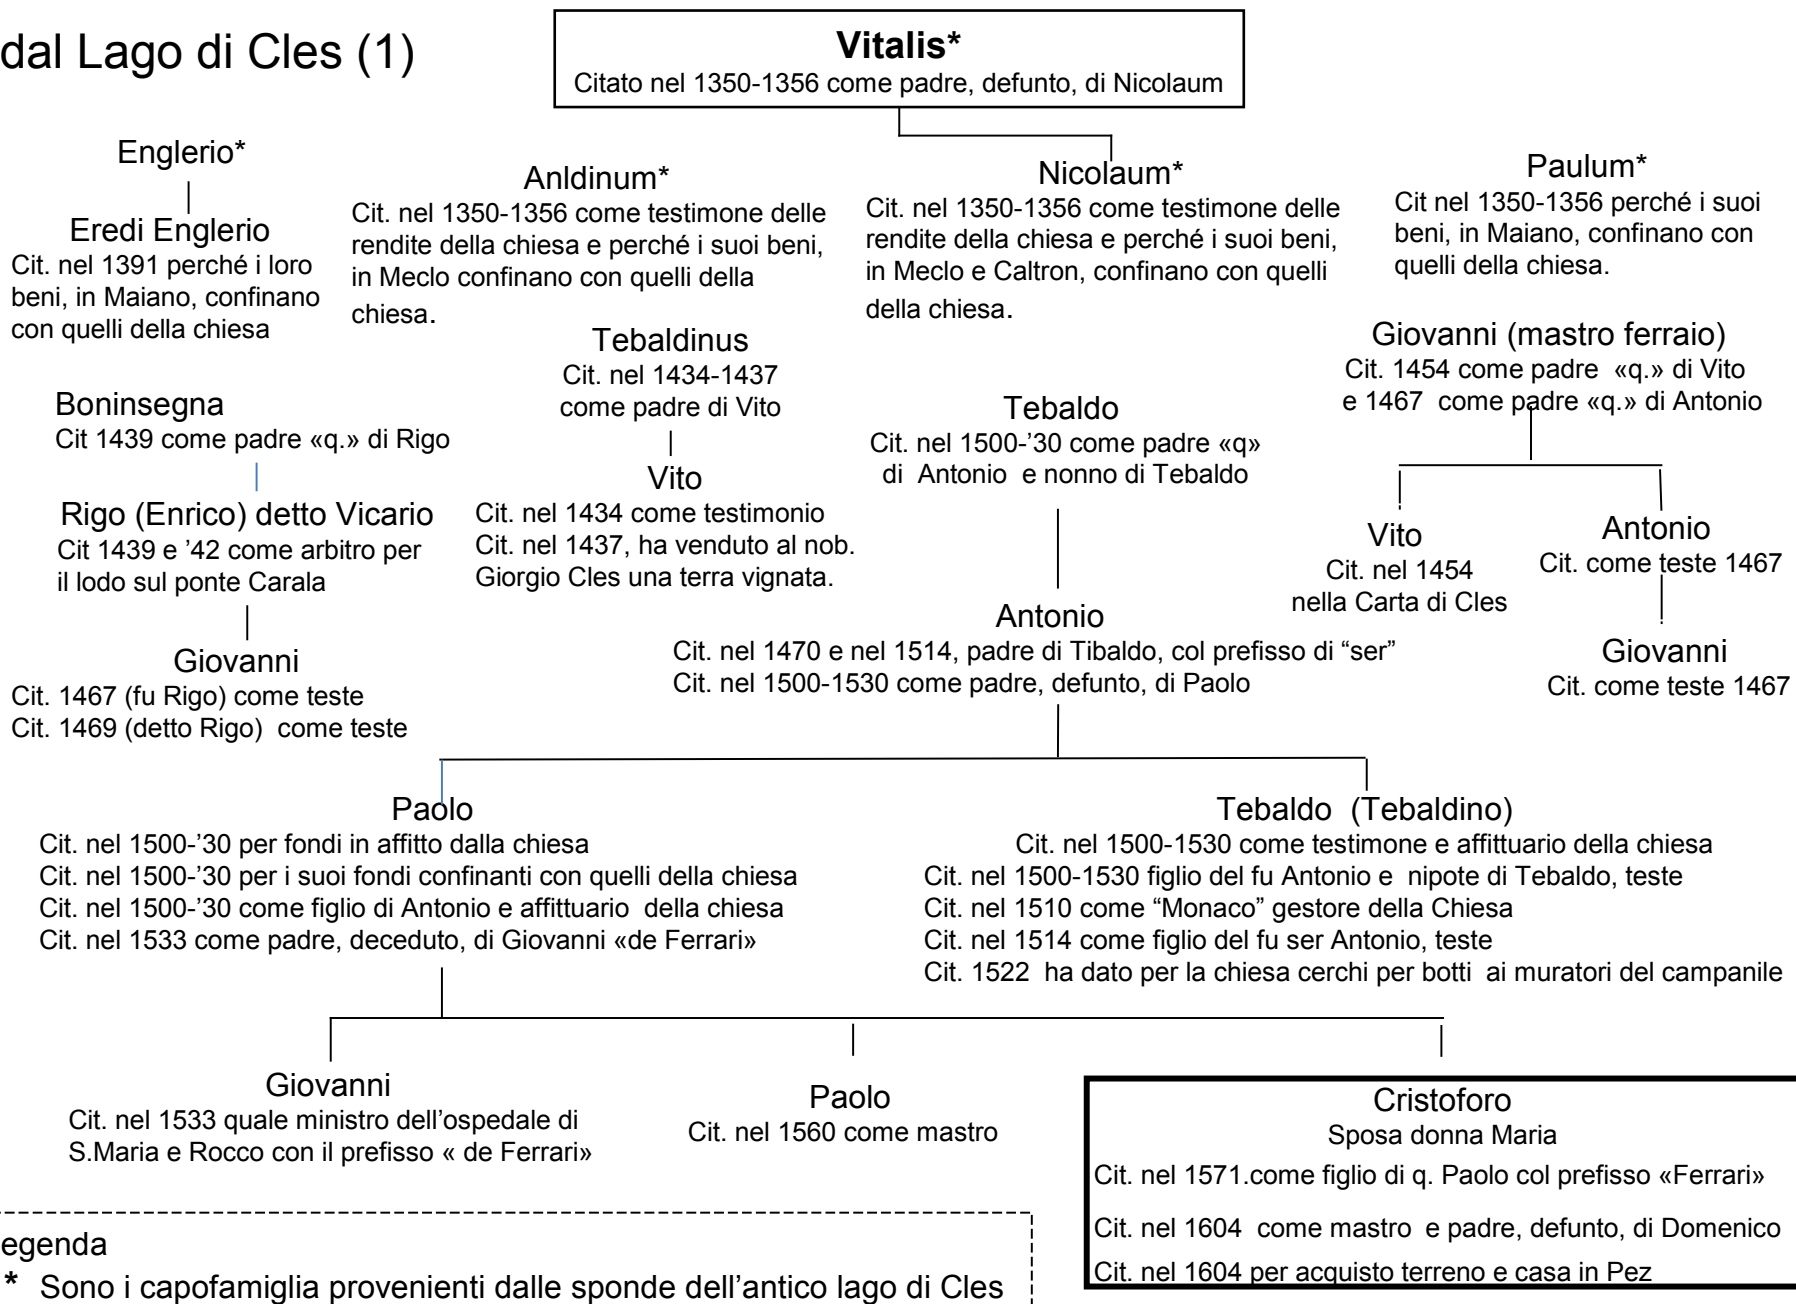 dal Lago di Cles (1)
Vitalis*
Citato nel 1350-1356 come padre, defunto, di Nicolaum
Englerio*
Eredi Englerio
Cit. nel 1391 perché i loro
beni, in Maiano, confinano
con quelli della chiesa
Anldinum*
Cit. nel 1350-1356 come testimone delle
rendite della chiesa e perché i suoi beni,
in Meclo confinano con quelli della
chiesa.
Nicolaum*
Cit. nel 1350-1356 come testimone delle
rendite della chiesa e perché i suoi beni,
in Meclo e Caltron, confinano con quelli
della chiesa.
Paulum*
Cit nel 1350-1356 perché i suoi
beni, in Maiano, confinano con
quelli della chiesa.
Boninsegna
Cit 1439 come padre «q.» di Rigo
Rigo (Enrico) detto Vicario
Cit 1439 e ’42 come arbitro per
il lodo sul ponte Carala
Giovanni
Cit. 1467 (fu Rigo) come teste
Cit. 1469 (detto Rigo) come teste
Tebaldinus
Cit. nel 1434-1437
come padre di Vito
Vito
Cit. nel 1434 come testimonio
Cit. nel 1437, ha venduto al nob.
Giorgio Cles una terra vignata.
Tebaldo
Cit. nel 1500-’30 come padre «q»
di Antonio e nonno di Tebaldo
Antonio
Cit. nel 1470 e nel 1514, padre di Tibaldo, col prefisso di “ser”
Cit. nel 1500-1530 come padre, defunto, di Paolo
Giovanni (mastro ferraio)
Cit. 1454 come padre «q.» di Vito
e 1467 come padre «q.» di Antonio
Vito
Cit. nel 1454
nella Carta di Cles
Antonio
Cit. come teste 1467
Giovanni
Cit. come teste 1467
Paolo
Cit. nel 1500-’30 per fondi in affitto dalla chiesa
Cit. nel 1500-’30 per i suoi fondi confinanti con quelli della chiesa
Cit. nel 1500-’30 come figlio di Antonio e affittuario della chiesa
Cit. nel 1533 come padre, deceduto, di Giovanni «de Ferrari»
Tebaldo (Tebaldino)
Cit. nel 1500-1530 come testimone e affittuario della chiesa
Cit. nel 1500-1530 figlio del fu Antonio e nipote di Tebaldo, teste
Cit. nel 1510 come “Monaco” gestore della Chiesa
Cit. nel 1514 come figlio del fu ser Antonio, teste
Cit. 1522 ha dato per la chiesa cerchi per botti ai muratori del campanile
Giovanni
Cit. nel 1533 quale ministro dell’ospedale di
S.Maria e Rocco con il prefisso « de Ferrari»
Paolo
Cit. nel 1560 come mastro
Cristoforo
Sposa donna Maria
Cit. nel 1571.come figlio di q. Paolo col prefisso «Ferrari»
Cit. nel 1604 come mastro e padre, defunto, di Domenico
Cit. nel 1604 per acquisto terreno e casa in Pez
egenda
* Sono i capofamiglia provenienti dalle sponde dell’antico lago di Cles